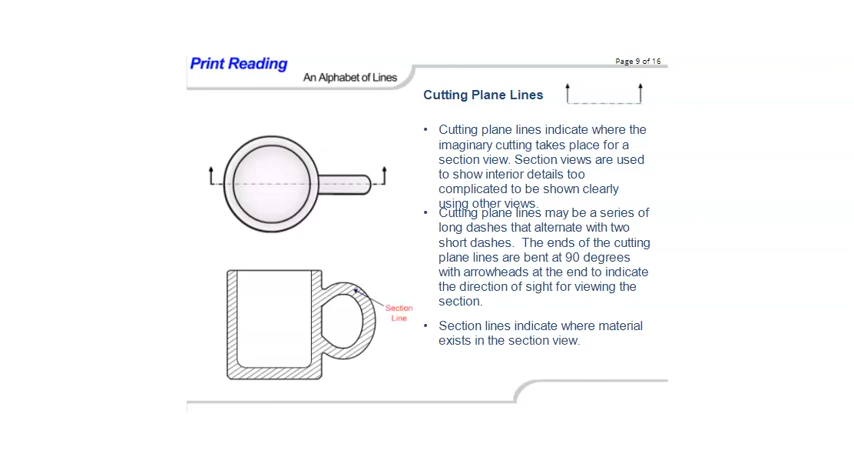 Print Reading
An Alphabet of Lines
Page 9 of 16
Cutting Plane Lines
• Cutting plane lines indicate where the
imaginary cutting takes place for a
section view. Section views are used
to show interior details too
complicated to be shown clearly
using other views.
• Cutting plane lines may be a series of
long dashes that alternate with two
short dashes.  The ends of the cutting
plane lines are bent at 90 degrees
with arrowheads at the end to indicate
the direction of sight for viewing the
section.
• Section lines indicate where material
exists in the section view.
Section
Line